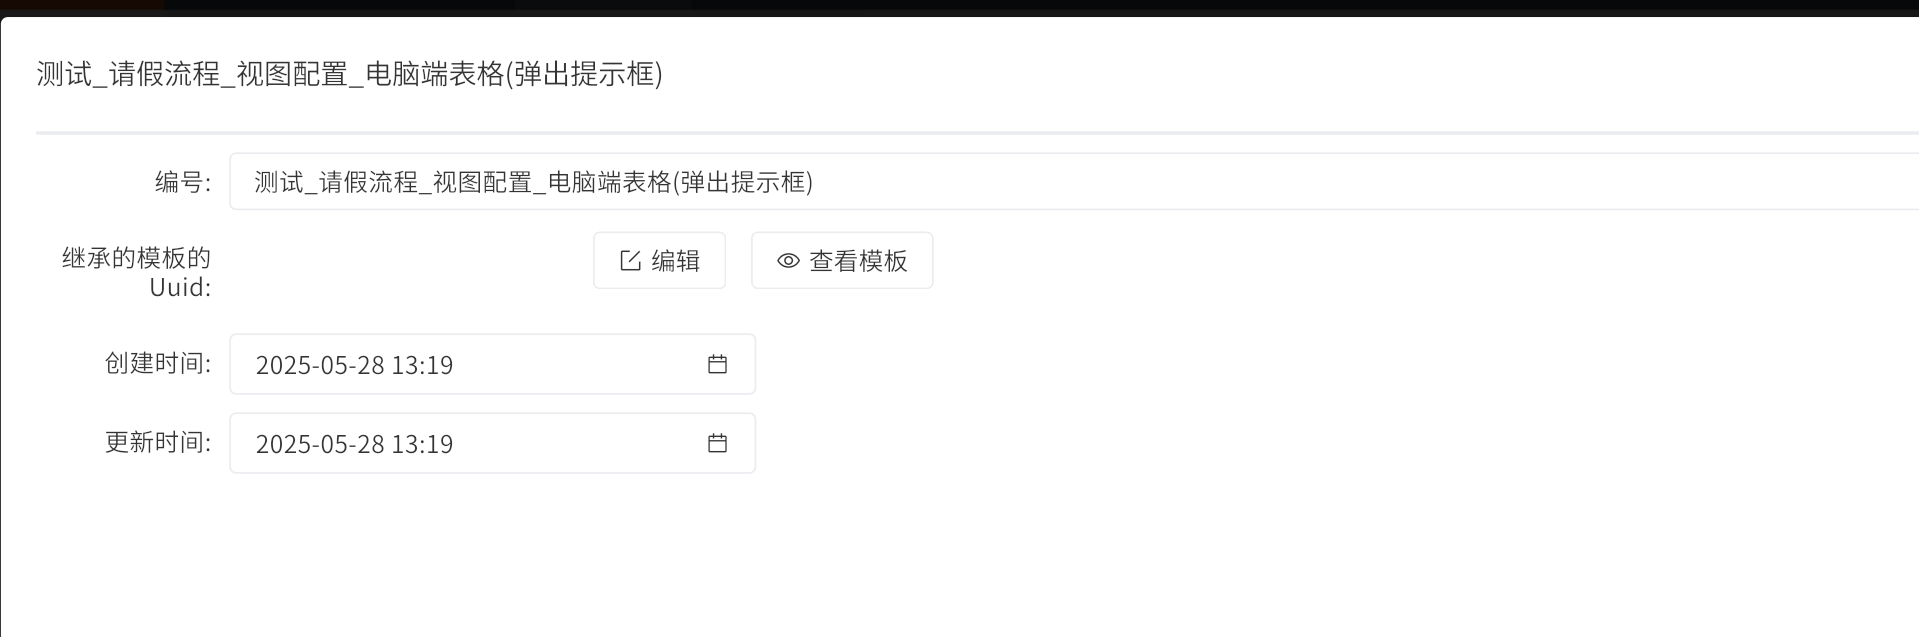 测试_请假流程_视图配置_电脑端表格(弹出提示框)
编号: 测试_请假流程_视图配置_电脑端表格(弹出提示框)
继承的模板的
Uuid:
编辑 查看模板
创建时间: 2025-05-28 13:19
更新时间: 2025-05-28 13:19